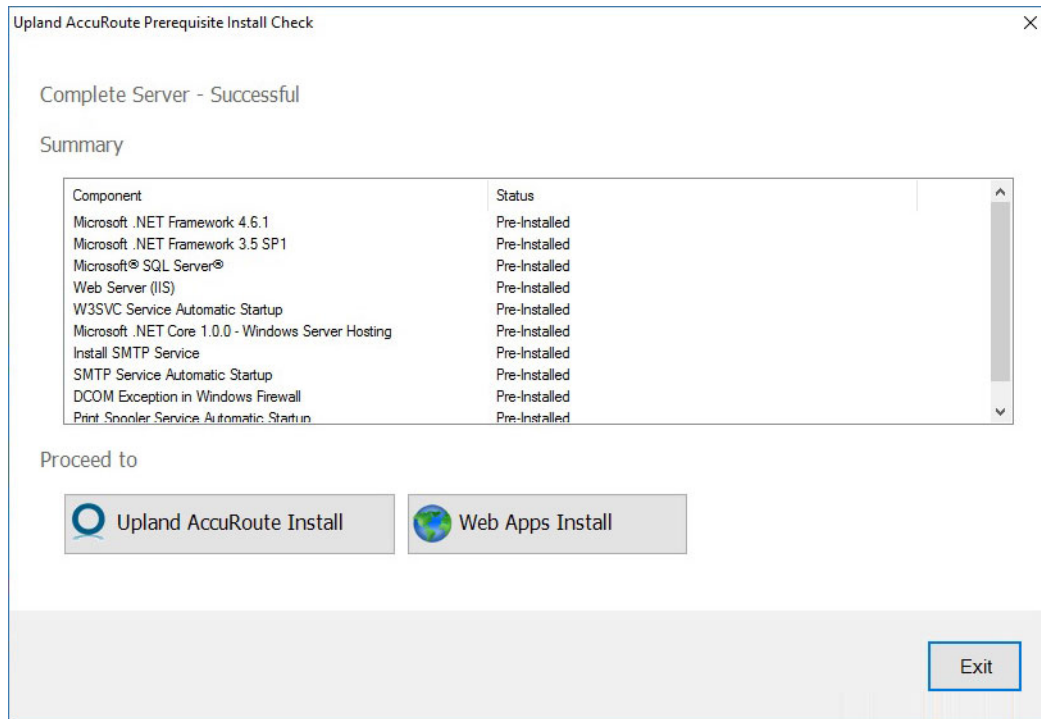 Upland AccuRoute Prerequisite Install Check
Complete Server - Successful
Summary
Component Status
Microsoft .NET Framework 4.6.1 Pre-Installed
Microsoft .NET Framework 3.5 SP1 Pre-Installed
Microsoft® SQL Server® Pre-Installed
Web Server (IIS) Pre-Installed
W3SVC Service Automatic Startup Pre-Installed
Microsoft .NET Core 1.0.0 - Windows Server Hosting Pre-Installed
Install SMTP Service Pre-Installed
SMTP Service Automatic Startup Pre-Installed
DCOM Exception in Windows Firewall Pre-Installed
Print Spooler Service Automatic Startup Pre-Installed
Proceed to
Upland AccuRoute Install Web Apps Install
Exit